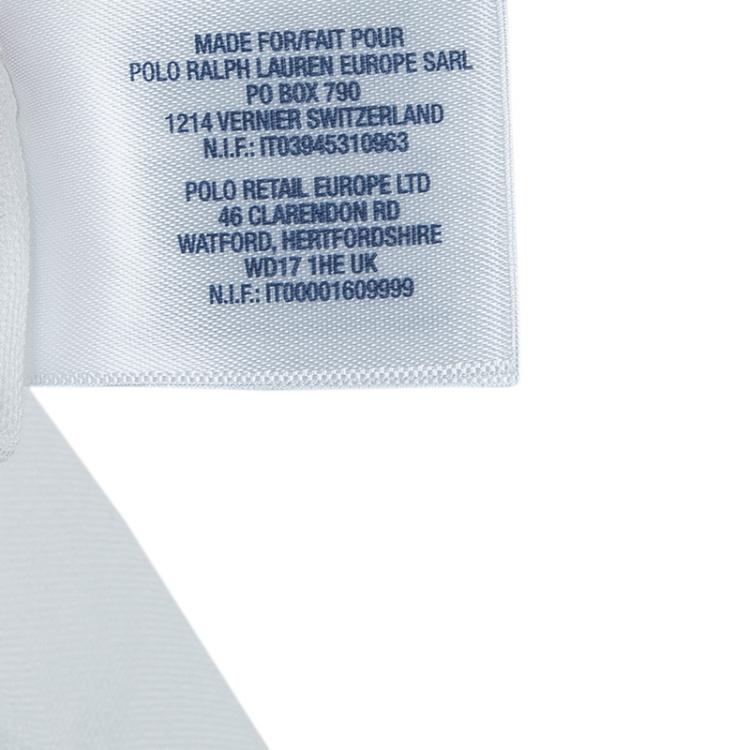 MADE FOR/FAIT POUR
POLO RALPH LAUREN EUROPE SARL
PO BOX 790
1214 VERNIER SWITZERLAND
N.I.F.: IT03945310963
POLO RETAIL EUROPE LTD
46 CLARENDON RD
WATFORD, HERTFORDSHIRE
WD17 1HE UK
N.I.F.: IT00001609999